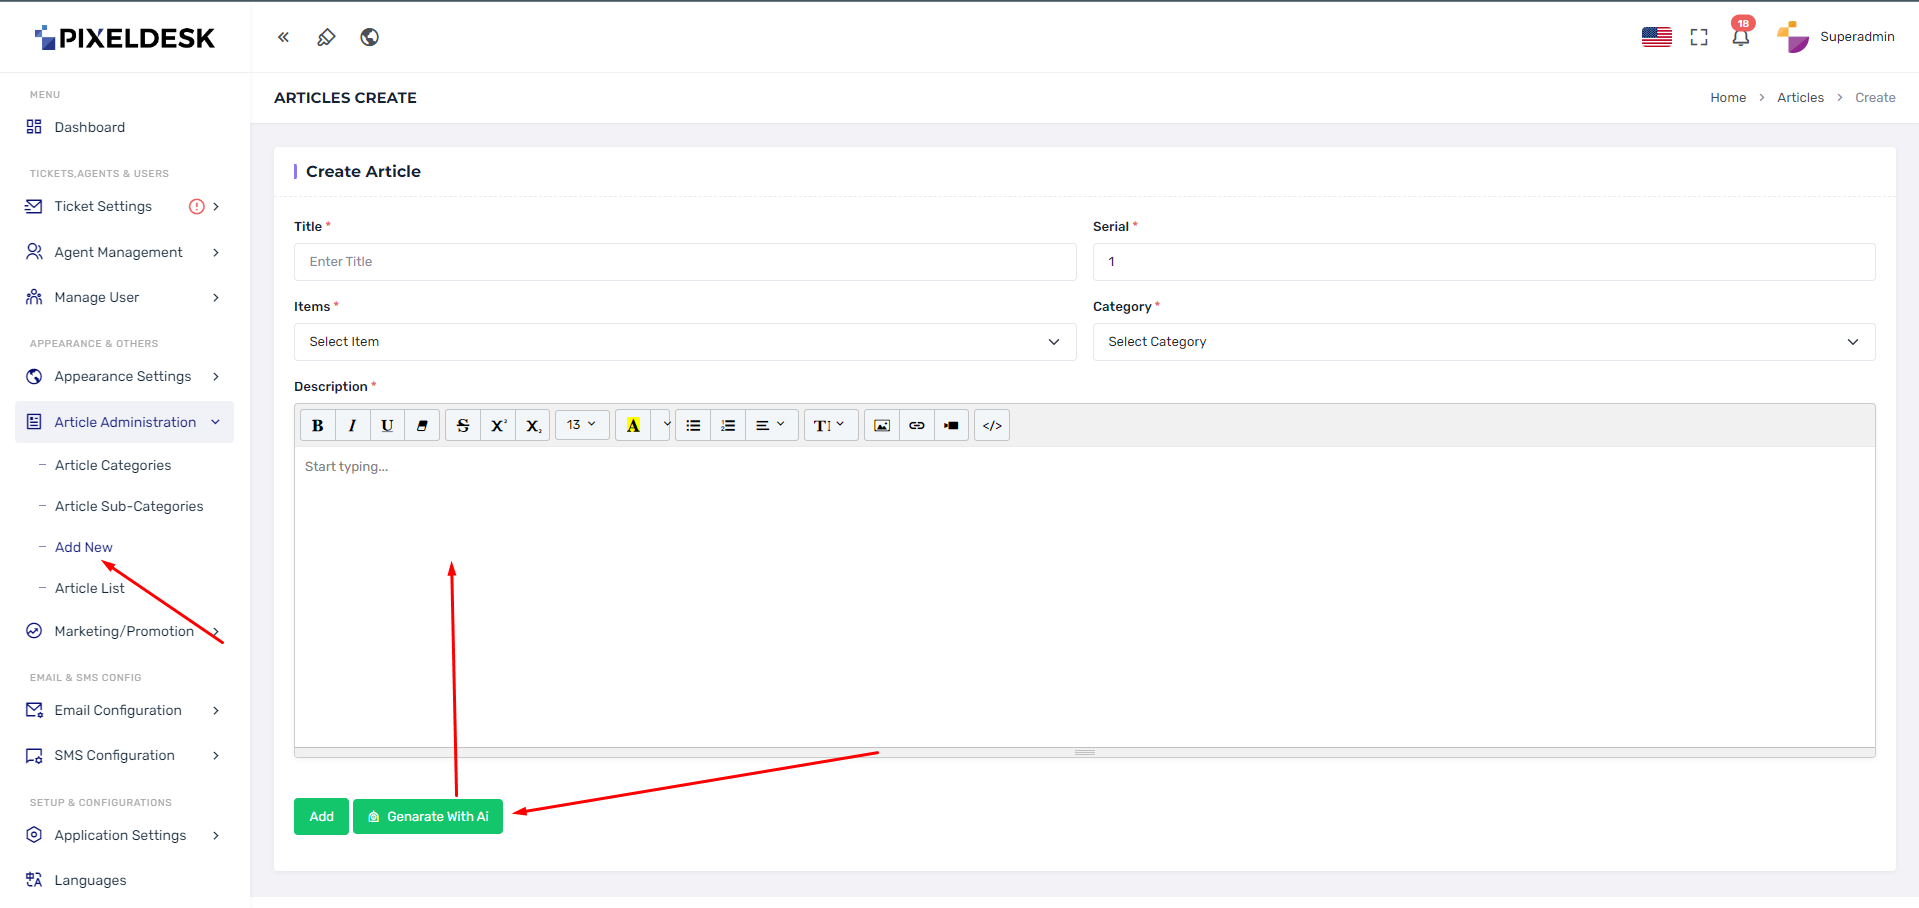 PIXELDESK
18
Superadmin
MENU
Dashboard
TICKETS,AGENTS & USERS
Ticket Settings
Agent Management
Manage User
APPEARANCE & OTHERS
Appearance Settings
Article Administration
Article Categories
Article Sub-Categories
Add New
Article List
Marketing/Promotion
EMAIL & SMS CONFIG
Email Configuration
SMS Configuration
SETUP & CONFIGURATIONS
Application Settings
Languages
ARTICLES CREATE
Home > Articles > Create
Create Article
Title *
Enter Title
Serial *
1
Items *
Select Item
Category *
Select Category
Description *
B I U S X² X₂ 13 A T </>
Start typing...
Add
Genarate With Ai